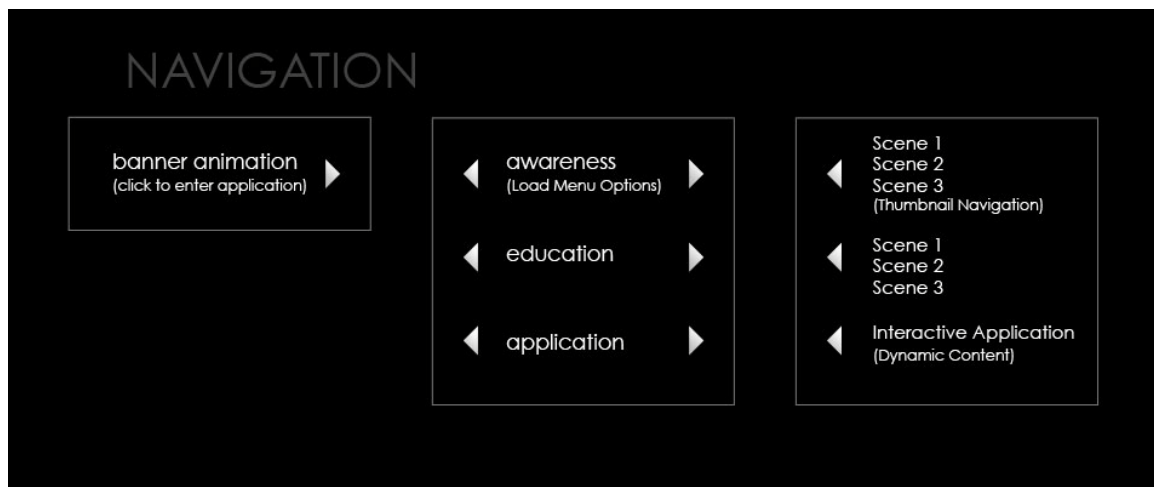 NAVIGATION
banner animation
(click to enter application)
awareness
(Load Menu Options)
education
application
Scene 1
Scene 2
Scene 3
(Thumbnail Navigation)
Scene 1
Scene 2
Scene 3
Interactive Application
(Dynamic Content)